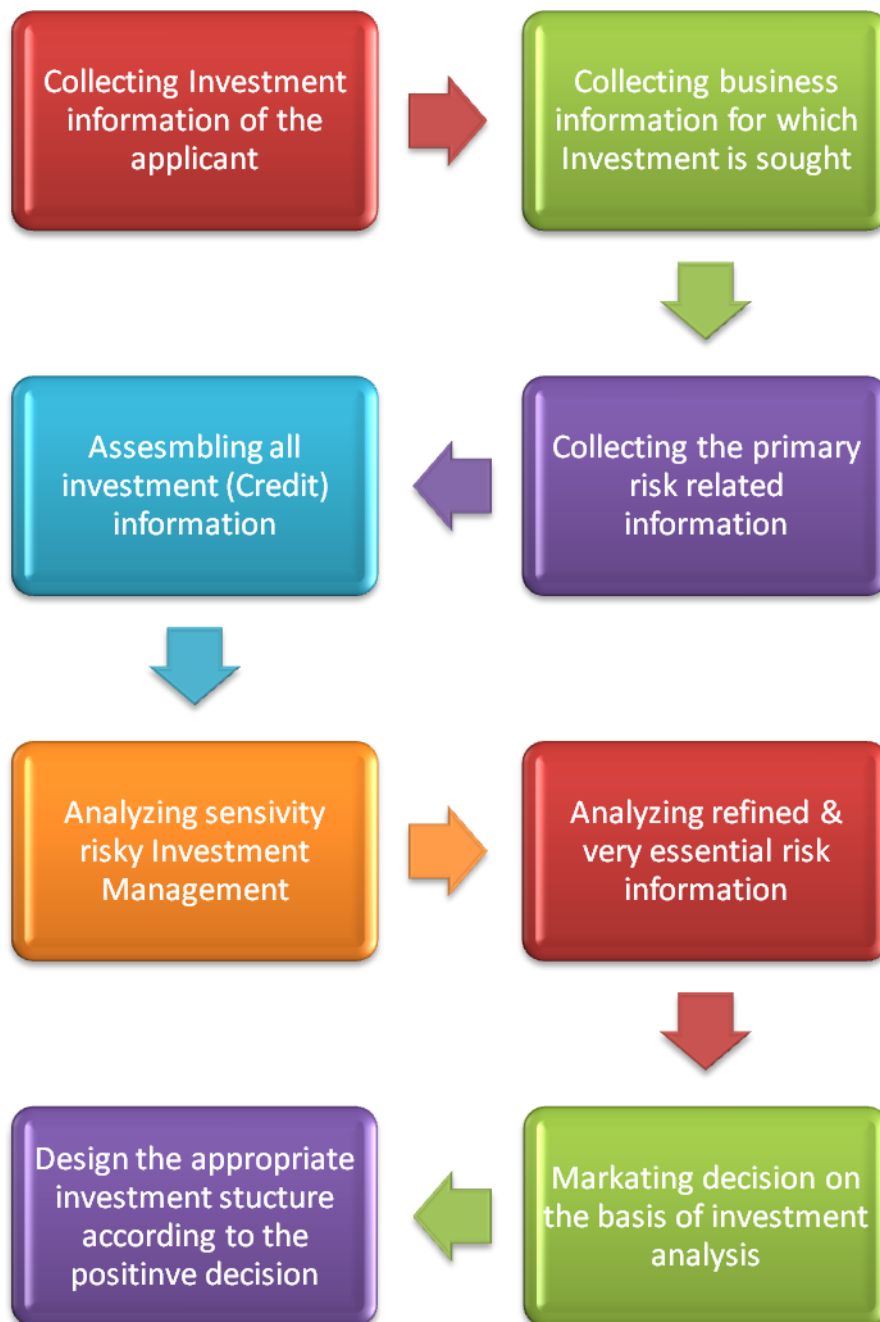 Collecting Investment
information of the
applicant
Collecting business
information for which
Investment is sought
Collecting the primary
risk related
information
Assesmbling all
investment (Credit)
information
Analyzing sensivity
risky Investment
Management
Analyzing refined &
very essential risk
information
Markating decision on
the basis of investment
analysis
Design the appropriate
investment stucture
according to the
positinve decision